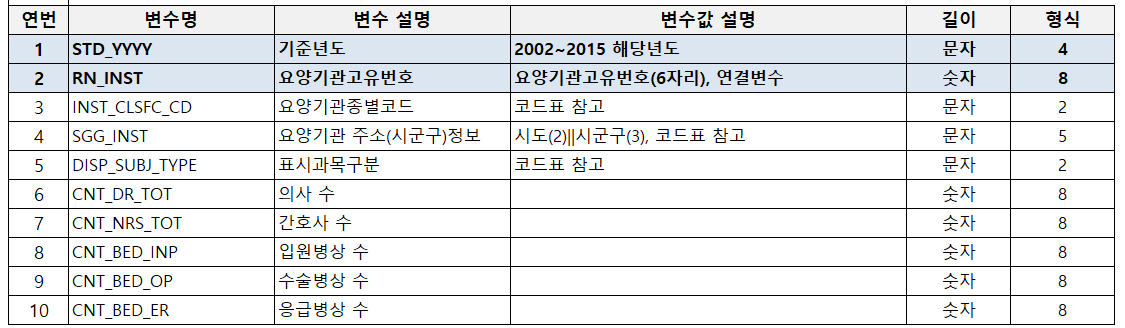 연번 변수명 변수 설명 변수값 설명 길이 형식
1 STD_YYYY 기준년도 2002~2015 해당년도 문자 4
2 RN_INST 요양기관고유번호 요양기관고유번호(6자리), 연결변수 숫자 8
3 INST_CLSFC_CD 요양기관종별코드 코드표 참고 문자 2
4 SGG_INST 요양기관 주소(시군구)정보 시도(2)||시군구(3), 코드표 참고 문자 5
5 DISP_SUBJ_TYPE 표시과목구분 코드표 참고 문자 2
6 CNT_DR_TOT 의사 수 숫자 8
7 CNT_NRS_TOT 간호사 수 숫자 8
8 CNT_BED_INP 입원병상 수 숫자 8
9 CNT_BED_OP 수술병상 수 숫자 8
10 CNT_BED_ER 응급병상 수 숫자 8